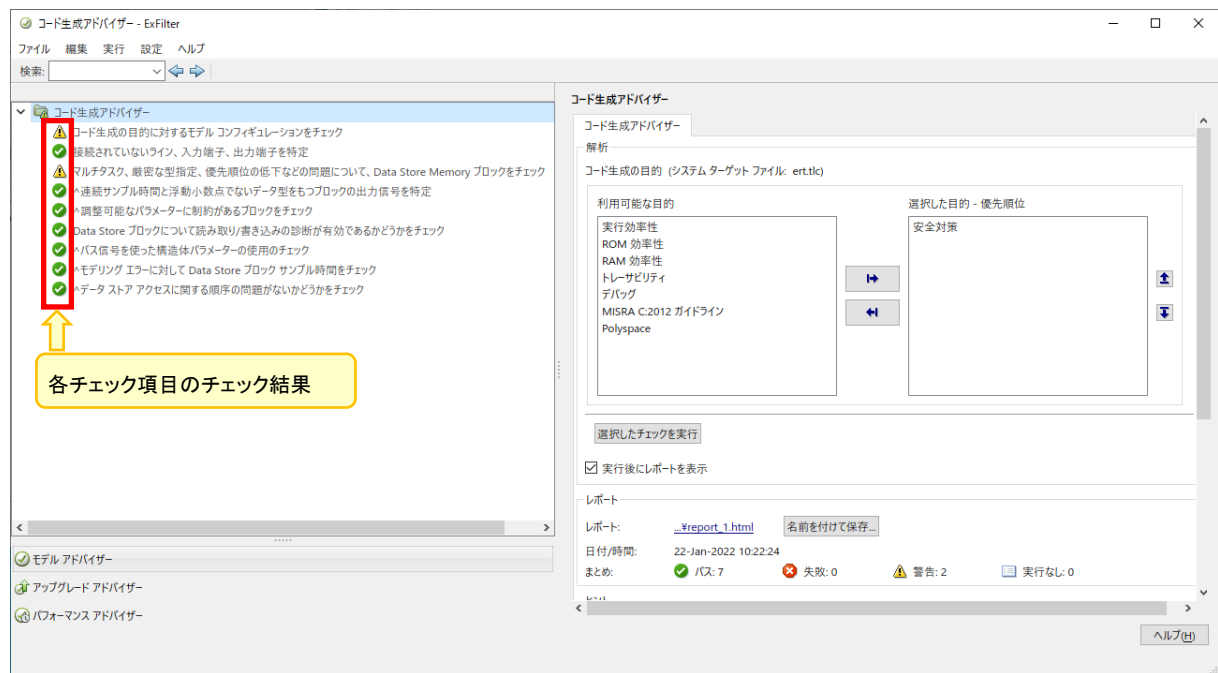 コード生成アドバイザー - ExFilter
ファイル 編集 実行 設定 ヘルプ
検索:
コード生成アドバイザー
コード生成の目的に対するモデル コンフィギュレーションをチェック
接続されていないライン、入力端子、出力端子を特定
マルチタスク、厳密な型指定、優先順位の低下などの問題について、Data Store Memory ブロックをチェック
^連続サンプル時間と浮動小数点でないデータ型をもつブロックの出力信号を特定
^調整可能なパラメーターに制約があるブロックをチェック
Data Store ブロックについて読み取り/書き込みの診断が有効であるかどうかをチェック
^バス信号を使った構造体パラメーターの使用のチェック
^モデリング エラーに対して Data Store ブロック サンプル時間をチェック
^データ ストア アクセスに関する順序の問題がないかどうかをチェック
各チェック項目のチェック結果
モデル アドバイザー
アップグレード アドバイザー
パフォーマンス アドバイザー
コード生成アドバイザー
コード生成アドバイザー
解析
コード生成の目的 (システム ターゲット ファイル: ert.tlc)
利用可能な目的
実行効率性
ROM 効率性
RAM 効率性
トレーサビリティ
デバッグ
MISRA C:2012 ガイドライン
Polyspace
選択した目的 - 優先順位
安全対策
選択したチェックを実行
実行後にレポートを表示
レポート
レポート: ...¥report_1.html 名前を付けて保存...
日付/時間: 22-Jan-2022 10:22:24
まとめ: パス: 7 失敗: 0 警告: 2 実行なし: 0
ヘルプ(H)